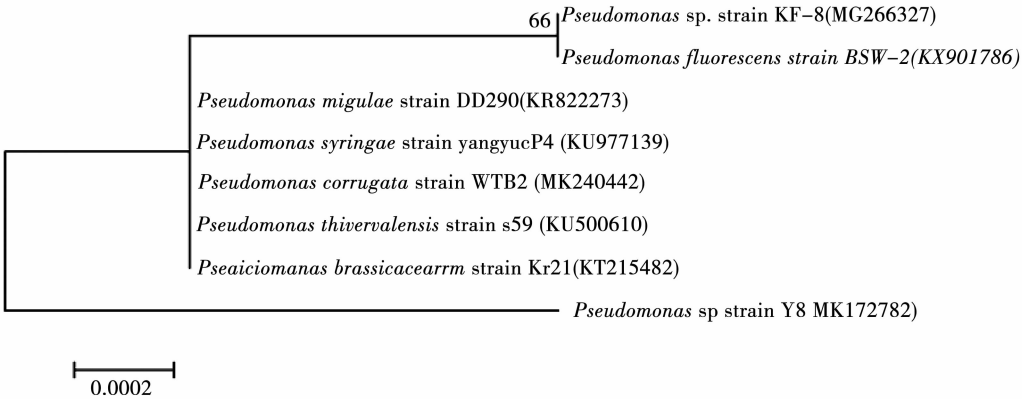 66
Pseudomonas sp. strain KF-8(MG266327)
Pseudomonas fluorescens strain BSW-2(KX901786)
Pseudomonas migulae strain DD290(KR822273)
Pseudomonas syringae strain yangyucP4 (KU977139)
Pseudomonas corrugata strain WTB2 (MK240442)
Pseudomonas thivervalensis strain s59 (KU500610)
Pseaiciomanas brassicacearrm strain Kr21(KT215482)
Pseudomonas sp strain Y8 MK172782)
0.0002